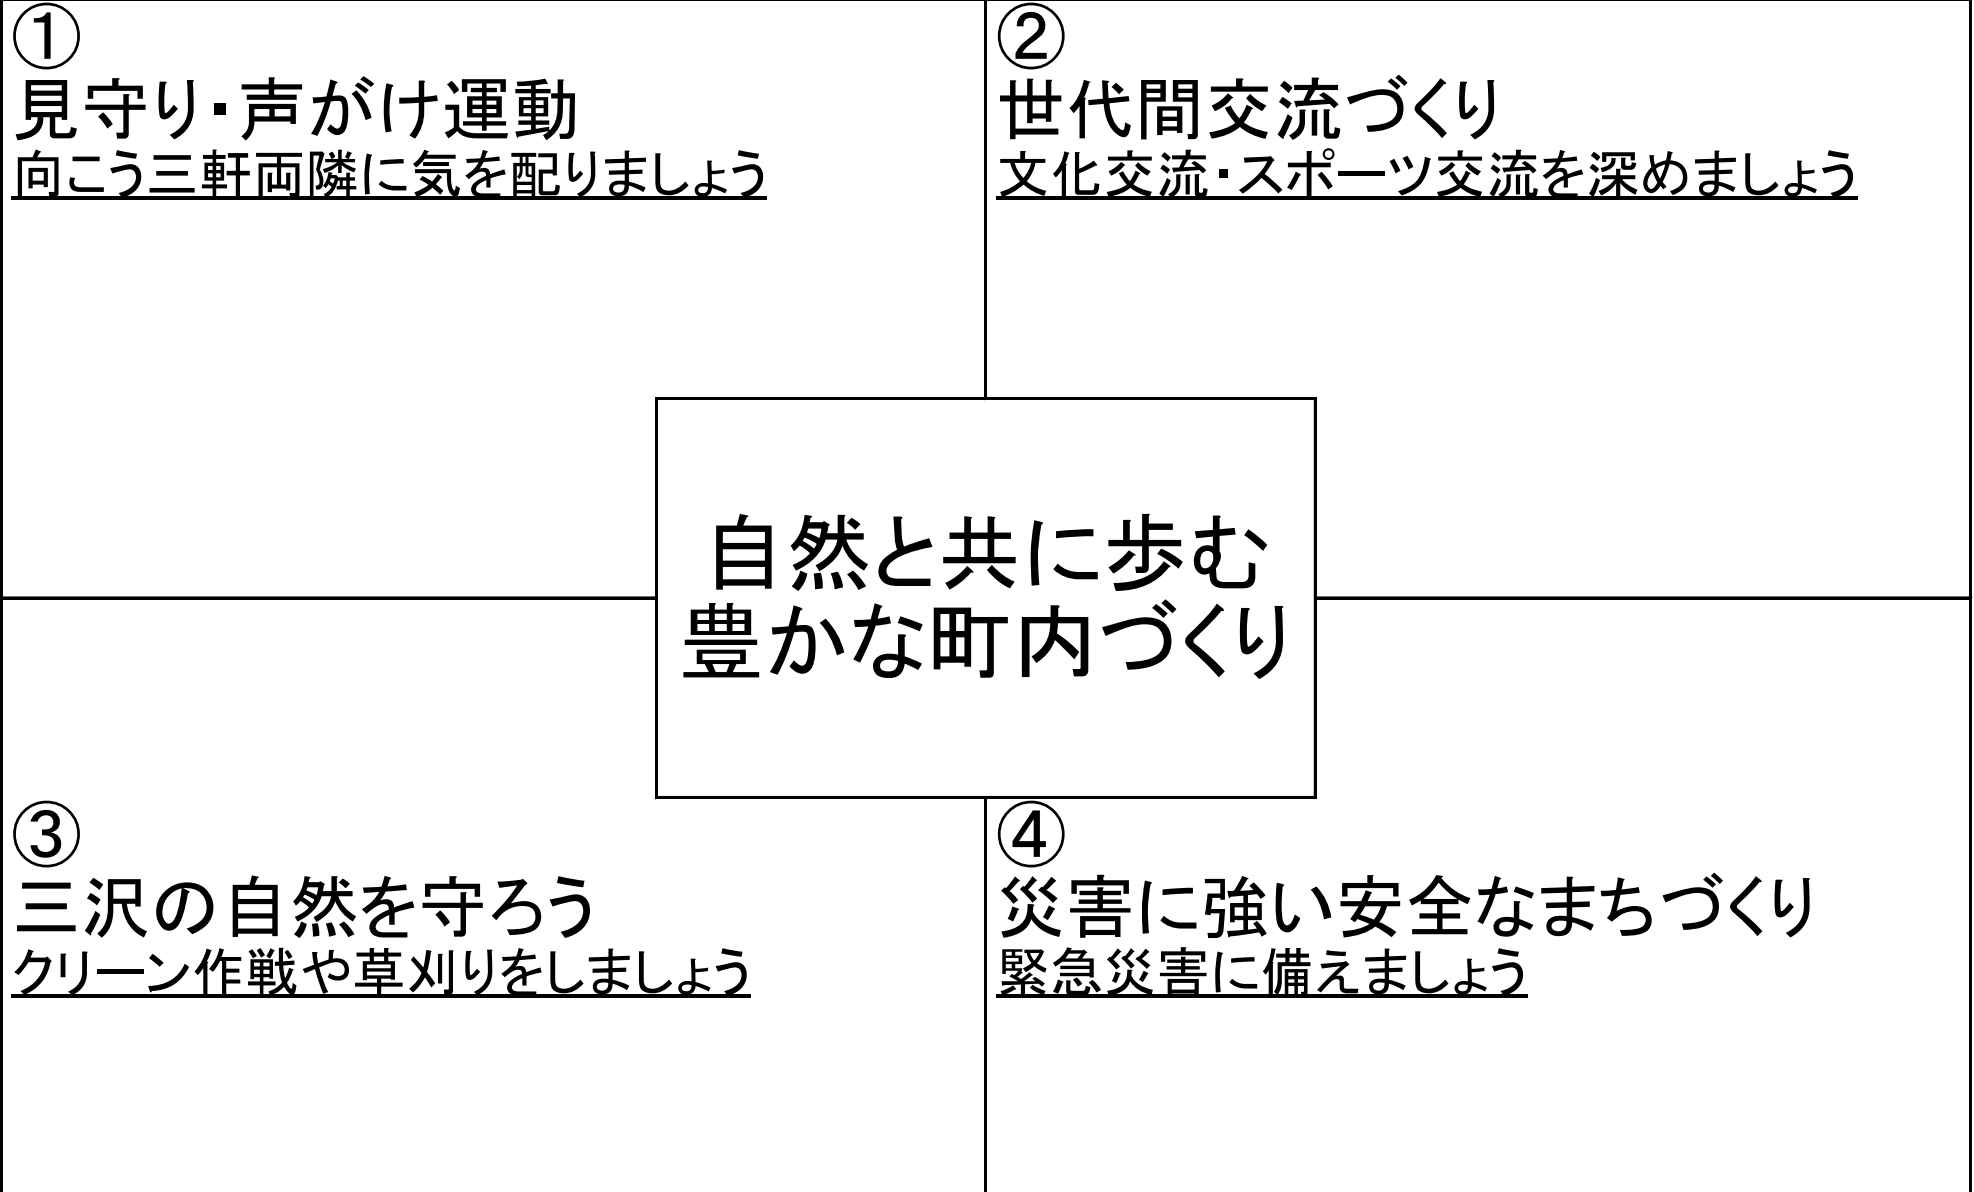 ①
見守り・声がけ運動
向こう三軒両隣に気を配りましょう
②
世代間交流づくり
文化交流・スポーツ交流を深めましょう
自然と共に歩む
豊かな町内づくり
③
三沢の自然を守ろう
クリーン作戦や草刈りをしましょう
④
災害に強い安全なまちづくり
緊急災害に備えましょう